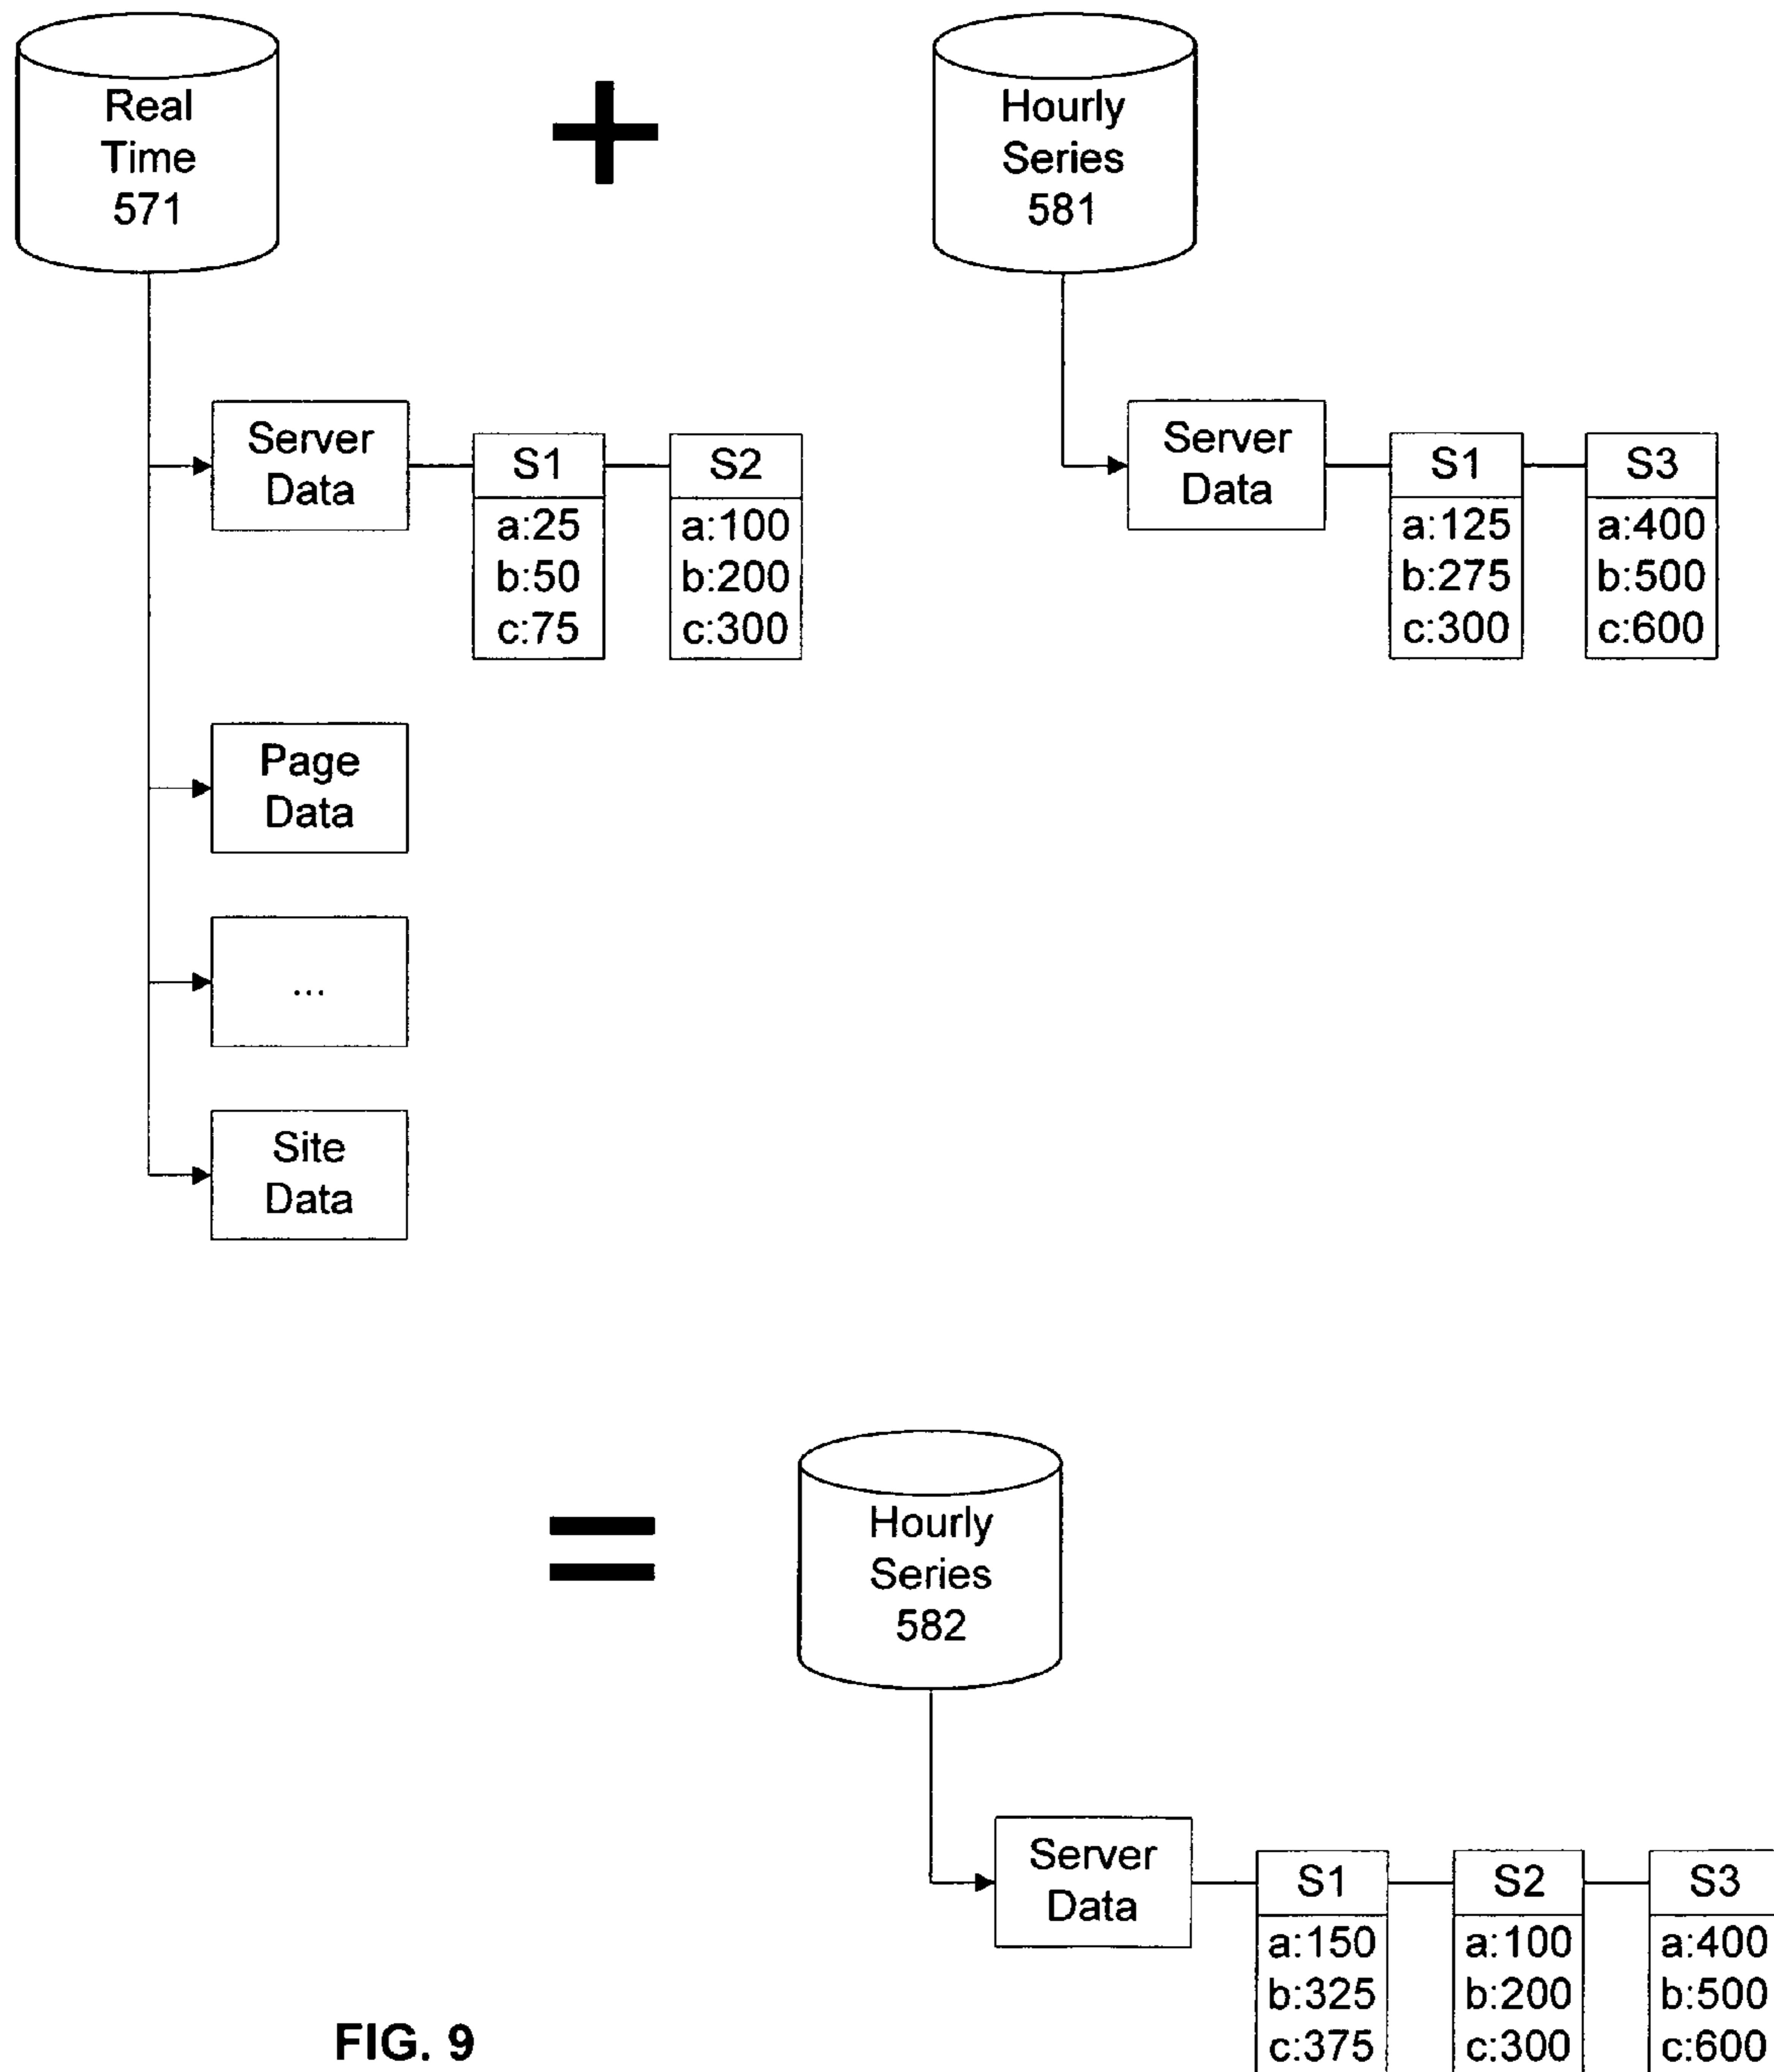 Real
Time
571
+
Hourly
Series
581
Server
Data
S1
a:25
b:50
c:75
S2
a:100
b:200
c:300
Server
Data
S1
a:125
b:275
c:300
S3
a:400
b:500
c:600
Page
Data
...
Site
Data
=
Hourly
Series
582
Server
Data
S1
a:150
b:325
c:375
S2
a:100
b:200
c:300
S3
a:400
b:500
c:600
FIG. 9